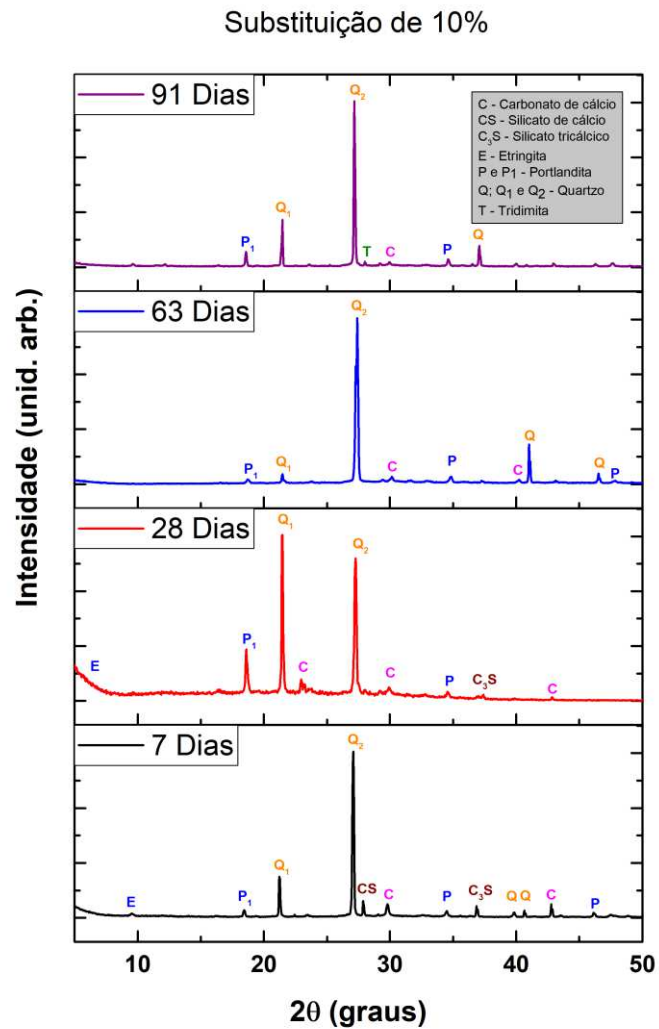 Substituição de 10%
91 Dias
Q2
C - Carbonato de cálcio
CS - Silicato de cálcio
C3S - Silicato tricálcico
E - Etringita
P e P1 - Portlandita
Q; Q1 e Q2 - Quartzo
T - Tridimita
Q1
P1
T
C
P
Q
63 Dias
Q2
P1
Q1
C
P
C
Q
Q
P
28 Dias
Q1
Q2
E
P1
C
C
P
C3S
C
7 Dias
Q2
E
P1
Q1
CS
C
P
C3S
Q
Q
C
P
10
20
30
40
50
2θ (graus)
Intensidade (unid. arb.)